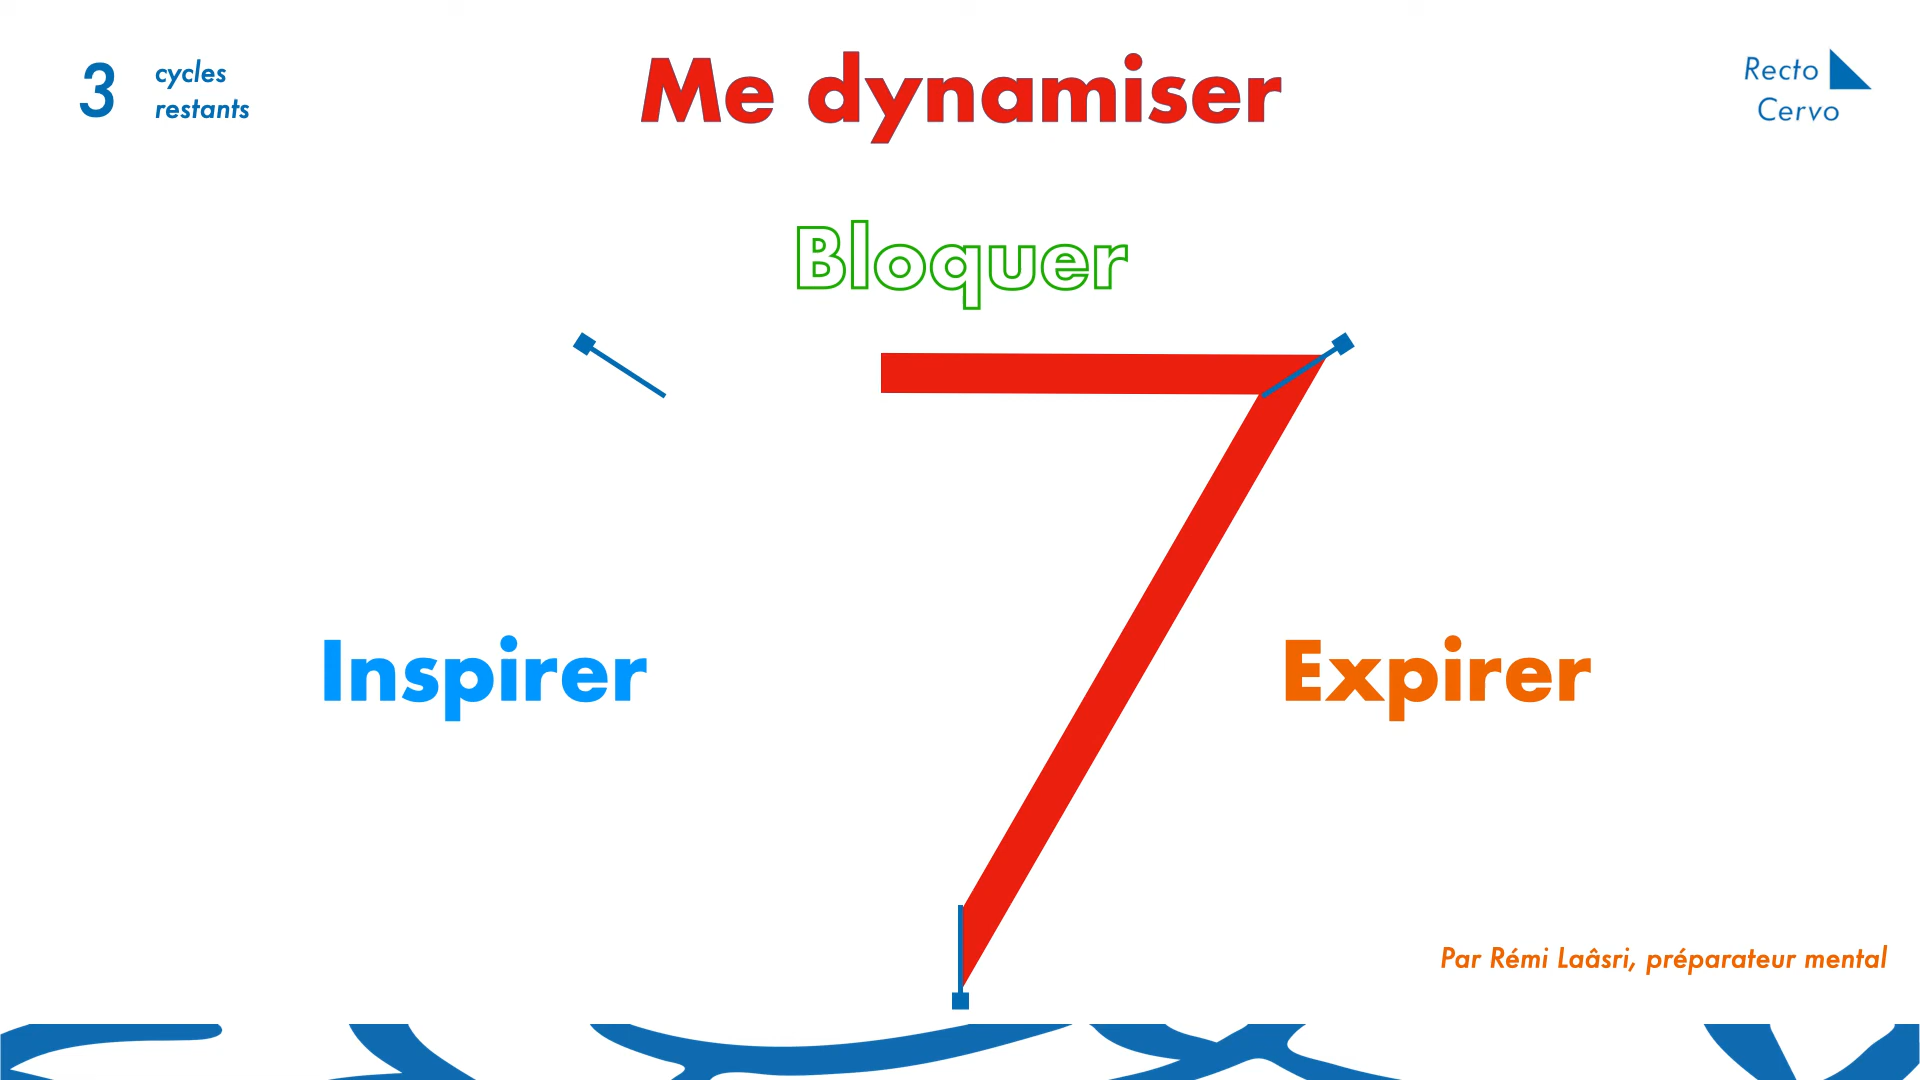 3
cycles
restants
Me dynamiser
Recto
Cervo
Bloquer
Inspirer
Expirer
Par Rémi Laâsri, préparateur mental